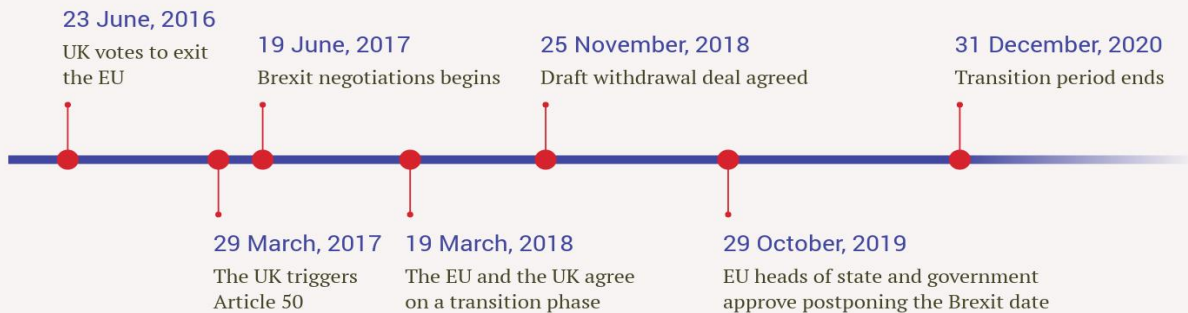 23 June, 2016
UK votes to exit
the EU
19 June, 2017
Brexit negotiations begins
25 November, 2018
Draft withdrawal deal agreed
31 December, 2020
Transition period ends
29 March, 2017
The UK triggers
Article 50
19 March, 2018
The EU and the UK agree
on a transition phase
29 October, 2019
EU heads of state and government
approve postponing the Brexit date